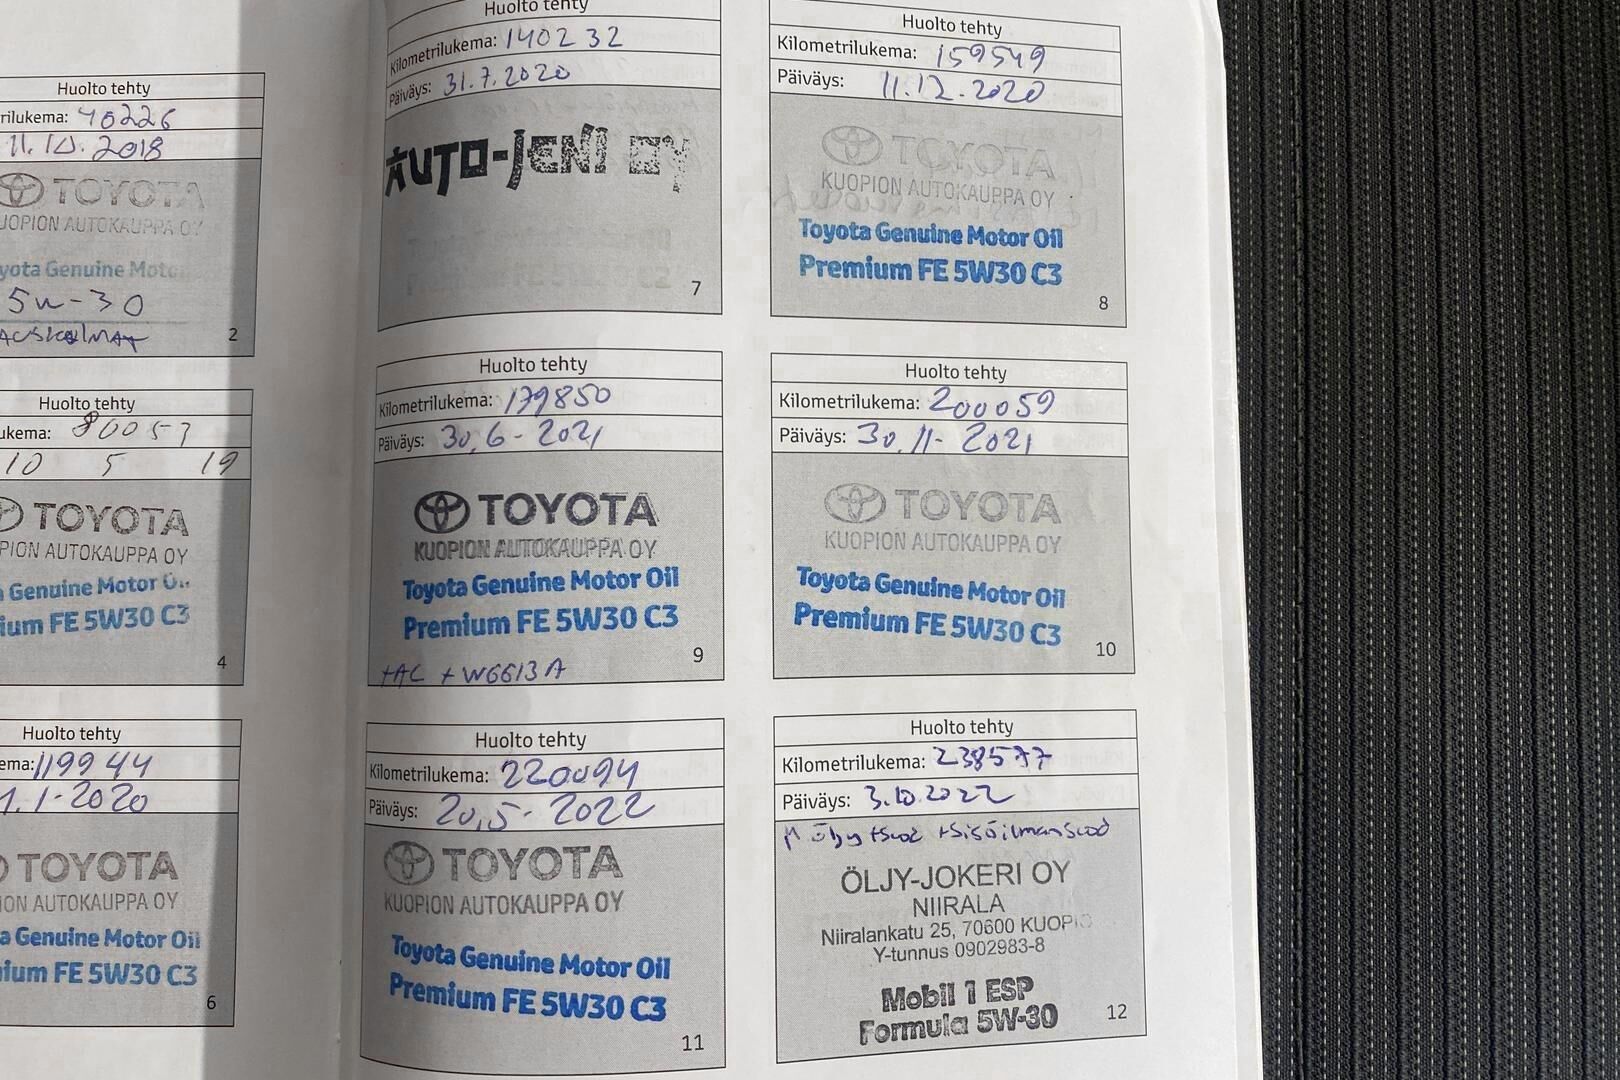 Huolto tehty
rilukema: 40226
11.10.2018
TOYOTA
UOPION AUTOKAUPPA OY
yota Genuine Moto
5W-30
2
Huolto tehty
ukema: 80053
10 5 19
TOYOTA
PION AUTOKAUPPA OY
a Genuine Motor Oil
ium FE 5W30 C3
4
Huolto tehty
ema: 119944
1.1-2020
TOYOTA
ION AUTOKAUPPA OY
a Genuine Motor Oil
ium FE 5W30 C3
6
Huolto tehty
Kilometrilukema: 140232
Päiväys: 31.7.2020
AUTO-JENI OY
7
Huolto tehty
Kilometrilukema: 159549
Päiväys: 11.12.2020
TOYOTA
KUOPION AUTOKAUPPA OY
Toyota Genuine Motor Oil
Premium FE 5W30 C3
8
Huolto tehty
Kilometrilukema: 179850
Päiväys: 30.6-2021
TOYOTA
KUOPION AUTOKAUPPA OY
Toyota Genuine Motor Oil
Premium FE 5W30 C3
+AC +W6613A
9
Huolto tehty
Kilometrilukema: 200059
Päiväys: 30.11-2021
TOYOTA
KUOPION AUTOKAUPPA OY
Toyota Genuine Motor Oil
Premium FE 5W30 C3
10
Huolto tehty
Kilometrilukema: 220094
Päiväys: 20.5-2022
TOYOTA
KUOPION AUTOKAUPPA OY
Toyota Genuine Motor Oil
Premium FE 5W30 C3
11
Huolto tehty
Kilometrilukema: 238577
Päiväys: 3.10.2022
öljy +suod +sisäilmansuod
ÖLJY-JOKERI OY
NIIRALA
Niiralankatu 25, 70600 KUOPIO
Y-tunnus 0902983-8
Mobil 1 ESP
Formula 5W-30
12